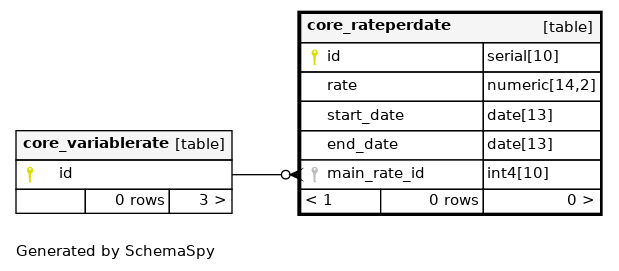 core_rateperdate [table]
id serial[10]
rate numeric[14,2]
start_date date[13]
end_date date[13]
main_rate_id int4[10]
< 1 0 rows 0 >
core_variablerate [table]
id
0 rows 3 >
Generated by SchemaSpy